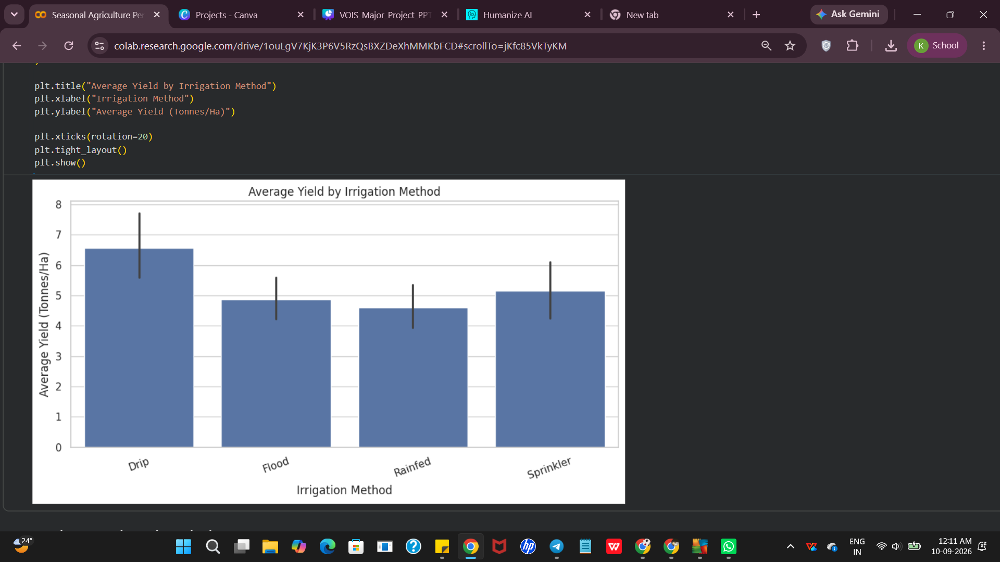 Seasonal Agriculture Per
Projects - Canva
VOIS_Major_Project_PPT
Humanize AI
New tab
Ask Gemini
colab.research.google.com/drive/1ouLgV7KjK3P6V5RzQsBXZDeXhMMKbFCD#scrollTo=jKfc85VkTyKM
K
School
)
plt.title("Average Yield by Irrigation Method")
plt.xlabel("Irrigation Method")
plt.ylabel("Average Yield (Tonnes/Ha)")
plt.xticks(rotation=20)
plt.tight_layout()
plt.show()
Average Yield by Irrigation Method
Average Yield (Tonnes/Ha)
8
7
6
5
4
3
2
1
0
Drip
Flood
Rainfed
Sprinkler
Irrigation Method
24°
ENG
IN
12:11 AM
10-09-2026